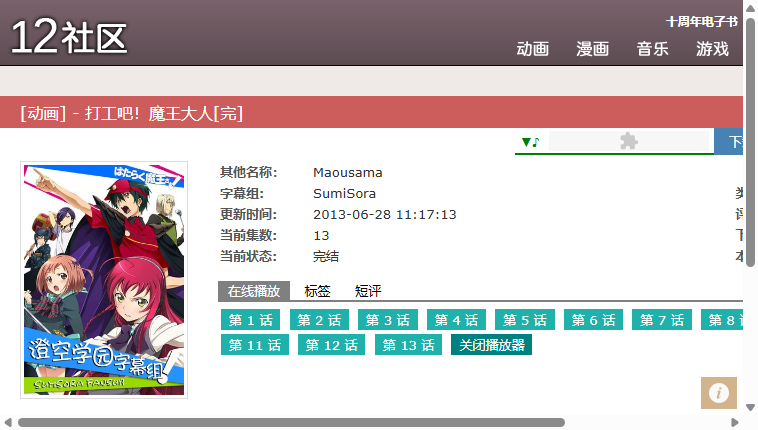 12社区
十周年电子书
动画 漫画 音乐 游戏
[动画] - 打工吧！魔王大人[完]
▼♪
はたらく魔王さま！
澄空学园字幕组
SUMISORA FANSUB
其他名称: Maousama
字幕组: SumiSora
更新时间: 2013-06-28 11:17:13
当前集数: 13
当前状态: 完结
在线播放 标签 短评
第 1 话 第 2 话 第 3 话 第 4 话 第 5 话 第 6 话 第 7 话 第 8 话
第 11 话 第 12 话 第 13 话 关闭播放器